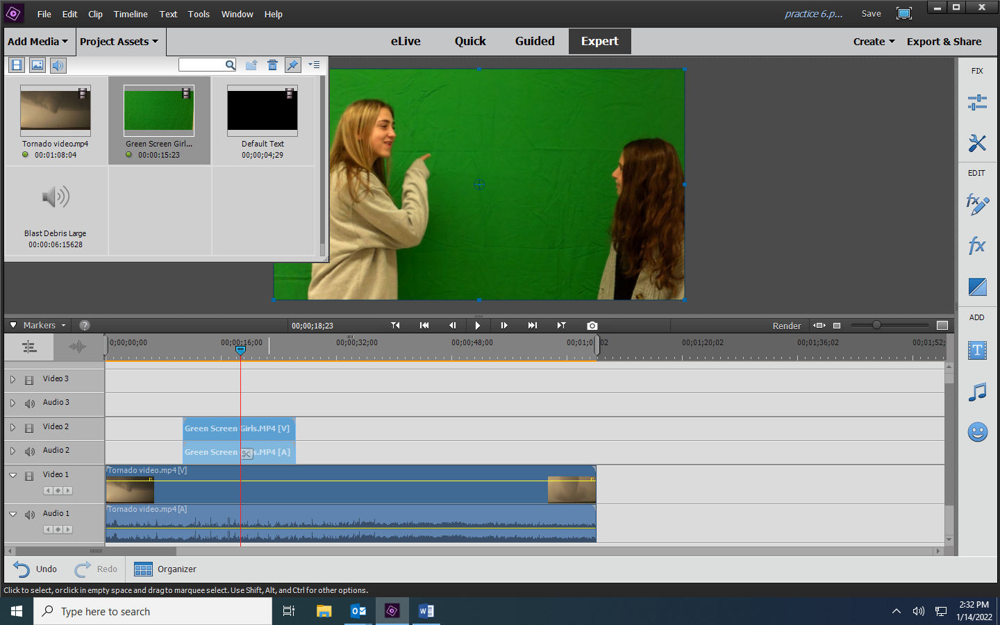 File Edit Clip Timeline Text Tools Window Help practice 6.p... Save
Add Media Project Assets eLive Quick Guided Expert Create Export & Share
FIX
Tornado video.mp4 Green Screen Girl... Default Text
00:01:08:04 00:00:15:23 00;00;04;29
EDIT
Blast Debris Large
00:00:06:15628
ADD
Markers ? 00;00;18;23 Render
0;00;00;00 00;00;16;00 00;00;32;00 00;00;48;00 00;01;0 02 00;01;20;02 00;01;36;02 00;01;52;
Video 3
Audio 3
Video 2 Green Screen Girls.MP4 [V]
Audio 2 Green Screen Girls.MP4 [A]
Tornado video.mp4 [V]
Video 1
Tornado video.mp4 [A]
Audio 1
Undo Redo Organizer
Click to select, or click in empty space and drag to marquee select. Use Shift, Alt, and Ctrl for other options.
Type here to search 2:32 PM
1/14/2022